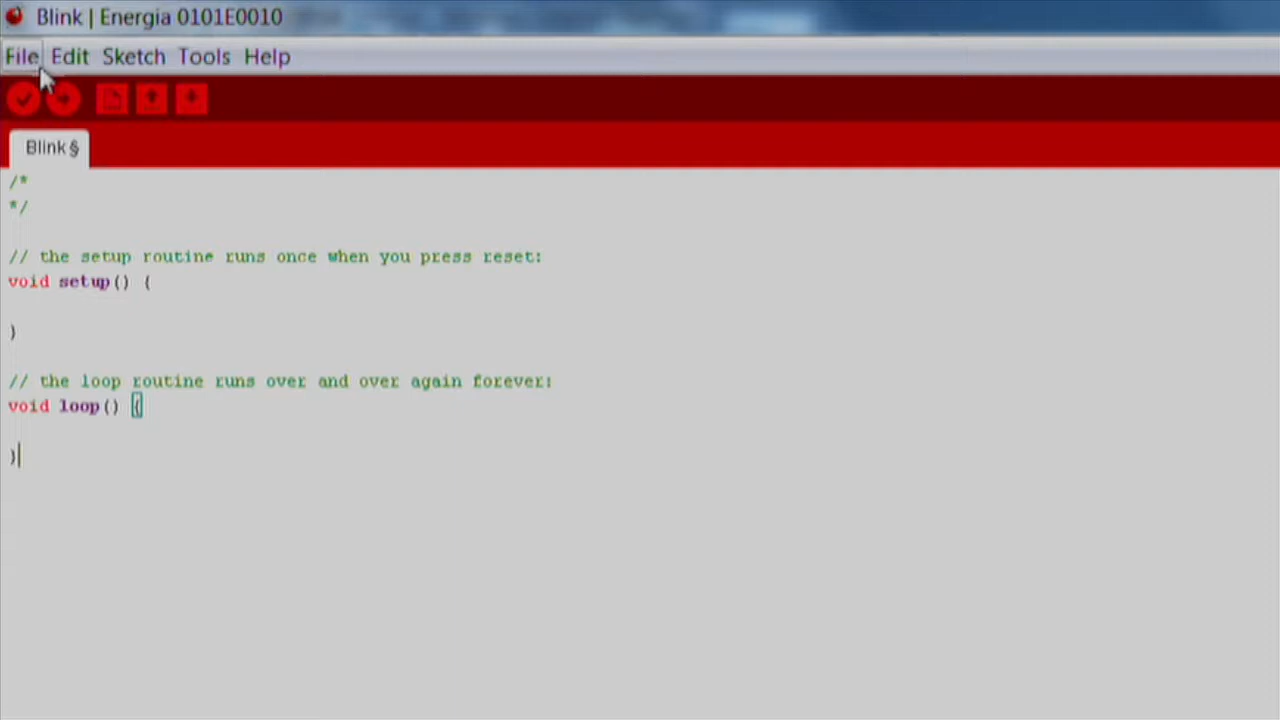 Blink | Energia 0101E0010
File Edit Sketch Tools Help
Blink §
/*
*/
// the setup routine runs once when you press reset:
void setup() {
}
// the loop routine runs over and over again forever:
void loop() {
}